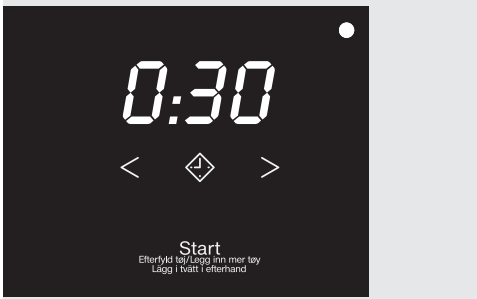 0:30
< >
Start
Efterfyld tøj/Legg inn mer tøy
Lägg i tvätt i efterhand